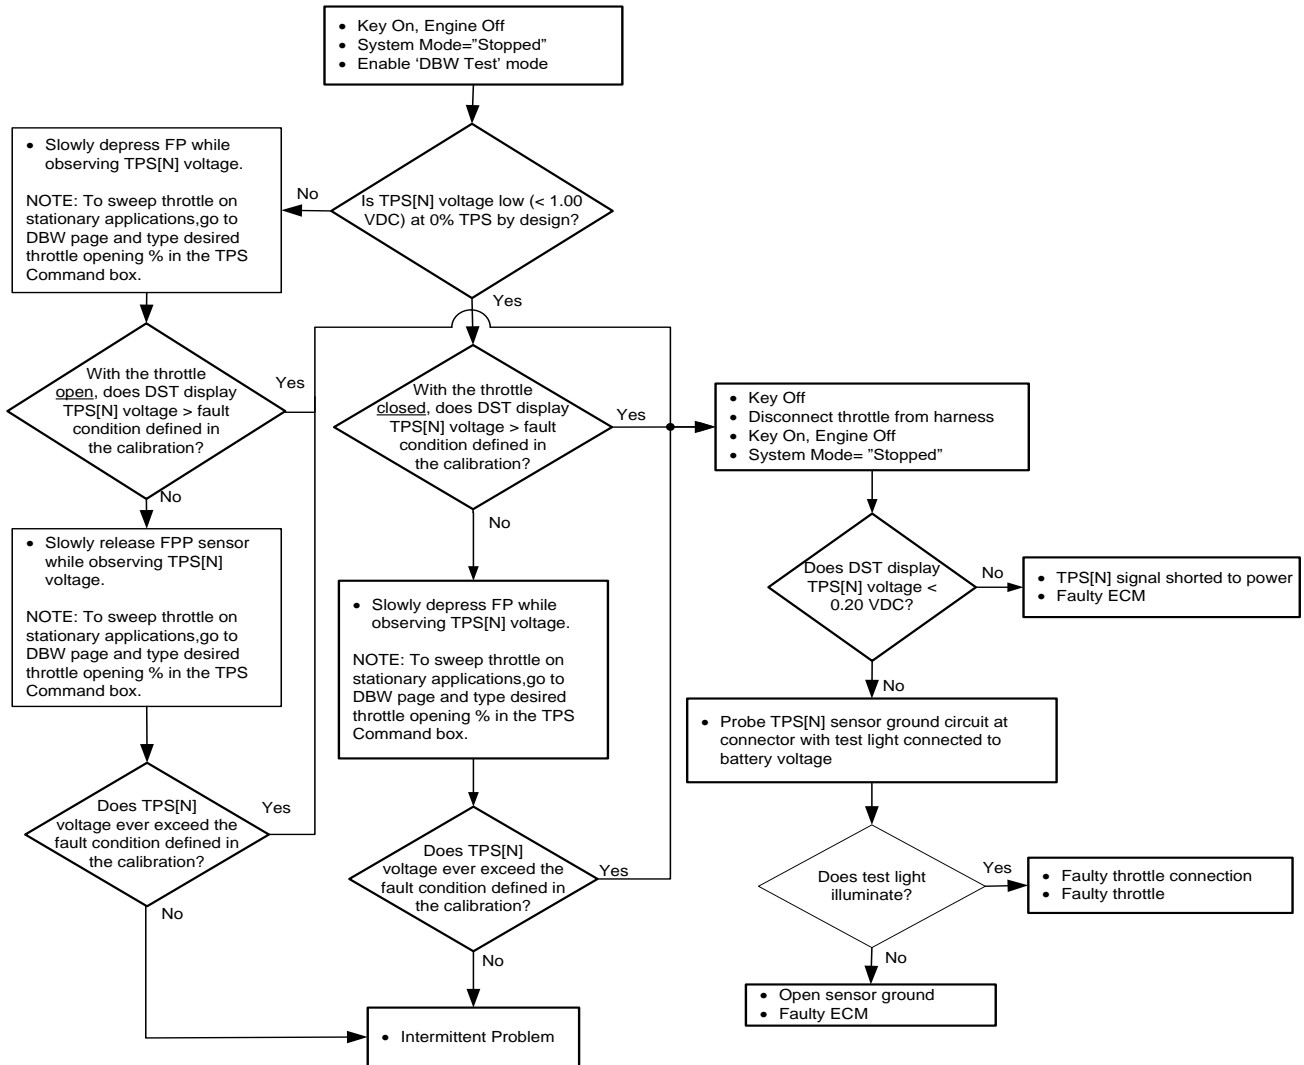 • Key On, Engine Off
• System Mode=”Stopped”
• Enable ‘DBW Test’ mode
Is TPS[N] voltage low (< 1.00
VDC) at 0% TPS by design?
No
Yes
• Slowly depress FP while
observing TPS[N] voltage.
NOTE: To sweep throttle on
stationary applications,go to
DBW page and type desired
throttle opening % in the TPS
Command box.
With the throttle
open, does DST display
TPS[N] voltage > fault
condition defined in
the calibration?
Yes
No
• Slowly release FPP sensor
while observing TPS[N]
voltage.
NOTE: To sweep throttle on
stationary applications,go to
DBW page and type desired
throttle opening % in the TPS
Command box.
Does TPS[N]
voltage ever exceed the
fault condition defined in
the calibration?
Yes
No
With the throttle
closed, does DST display
TPS[N] voltage > fault
condition defined in
the calibration?
Yes
No
• Slowly depress FP while
observing TPS[N] voltage.
NOTE: To sweep throttle on
stationary applications,go to
DBW page and type desired
throttle opening % in the TPS
Command box.
Does TPS[N]
voltage ever exceed the
fault condition defined in
the calibration?
Yes
No
• Intermittent Problem
• Key Off
• Disconnect throttle from harness
• Key On, Engine Off
• System Mode= ”Stopped”
Does DST display
TPS[N] voltage <
0.20 VDC?
No
• TPS[N] signal shorted to power
• Faulty ECM
No
• Probe TPS[N] sensor ground circuit at
connector with test light connected to
battery voltage
Does test light
illuminate?
Yes
• Faulty throttle connection
• Faulty throttle
No
• Open sensor ground
• Faulty ECM